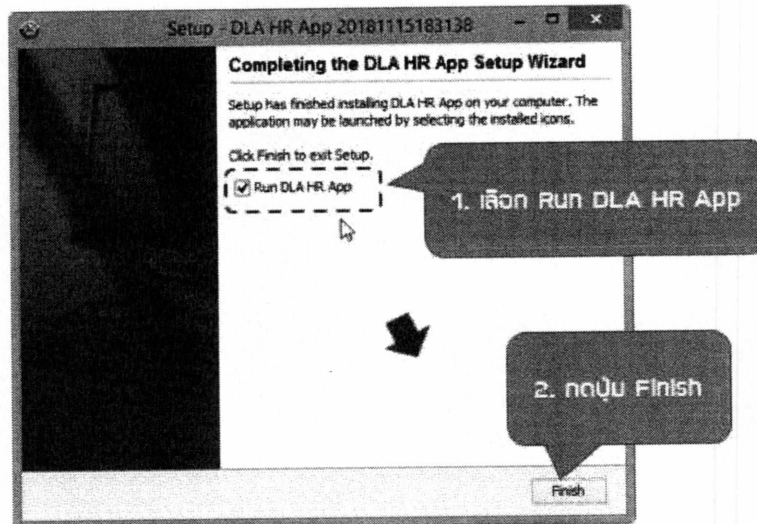 Setup - DLA HR App 20181115183138
Completing the DLA HR App Setup Wizard
Setup has finished installing DLA HR App on your computer. The
application may be launched by selecting the installed icons.
Click Finish to exit Setup.
Run DLA HR App
1. เลือก Run DLA HR App
2. กดปุ่ม Finish
Finish